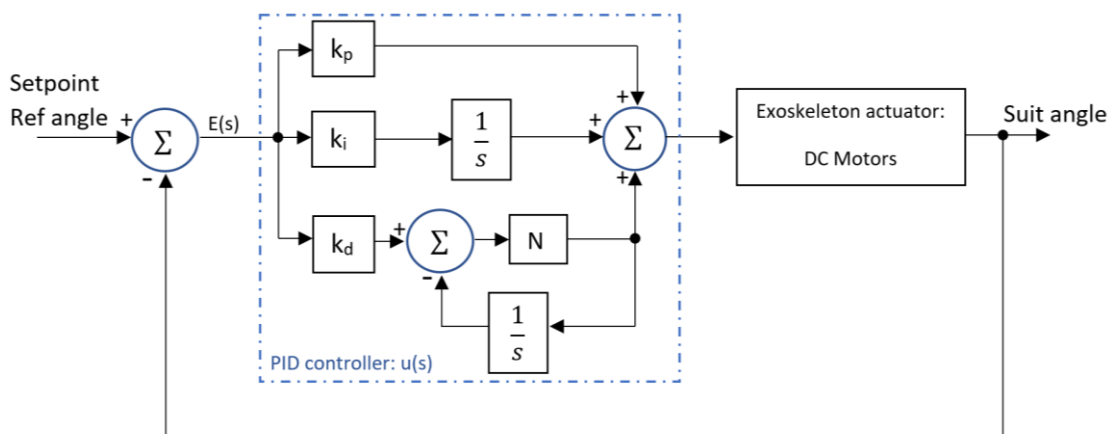 Setpoint
Ref angle
+
Σ
-
E(s)
kp
ki
1
s
+
+
+
Σ
kd
+
Σ
-
N
1
s
PID controller: u(s)
Exoskeleton actuator:
DC Motors
Suit angle